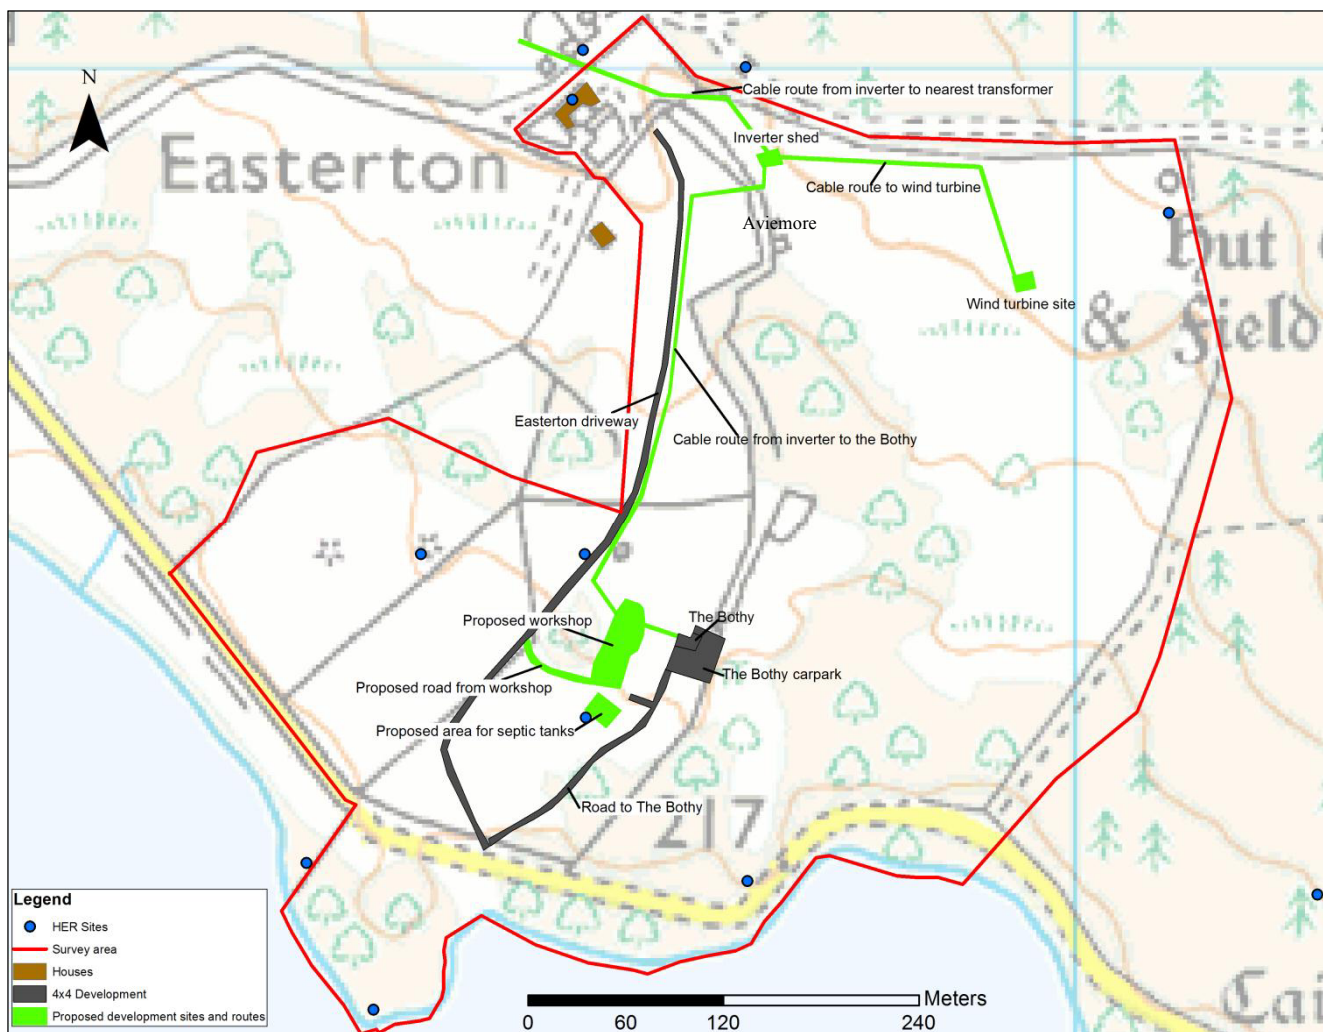 N
Easterton
Cable route from inverter to nearest transformer
Inverter shed
Cable route to wind turbine
Aviemore
Hut
& Field
Wind turbine site
Easterton driveway
Cable route from inverter to the Bothy
Proposed workshop
The Bothy
The Bothy carpark
Proposed road from workshop
Proposed area for septic tanks
Road to The Bothy
217
Legend
HER Sites
Survey area
Houses
4x4 Development
Proposed development sites and routes
Meters
0 60 120 240